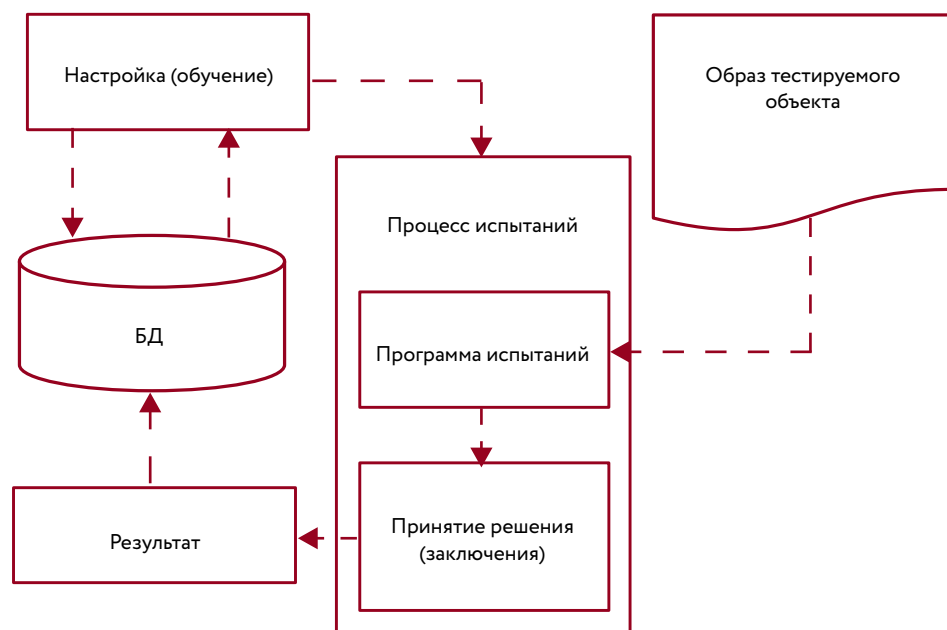 Настройка (обучение)
Образ тестируемого
объекта
Процесс испытаний
БД
Программа испытаний
Результат
Принятие решения
(заключения)